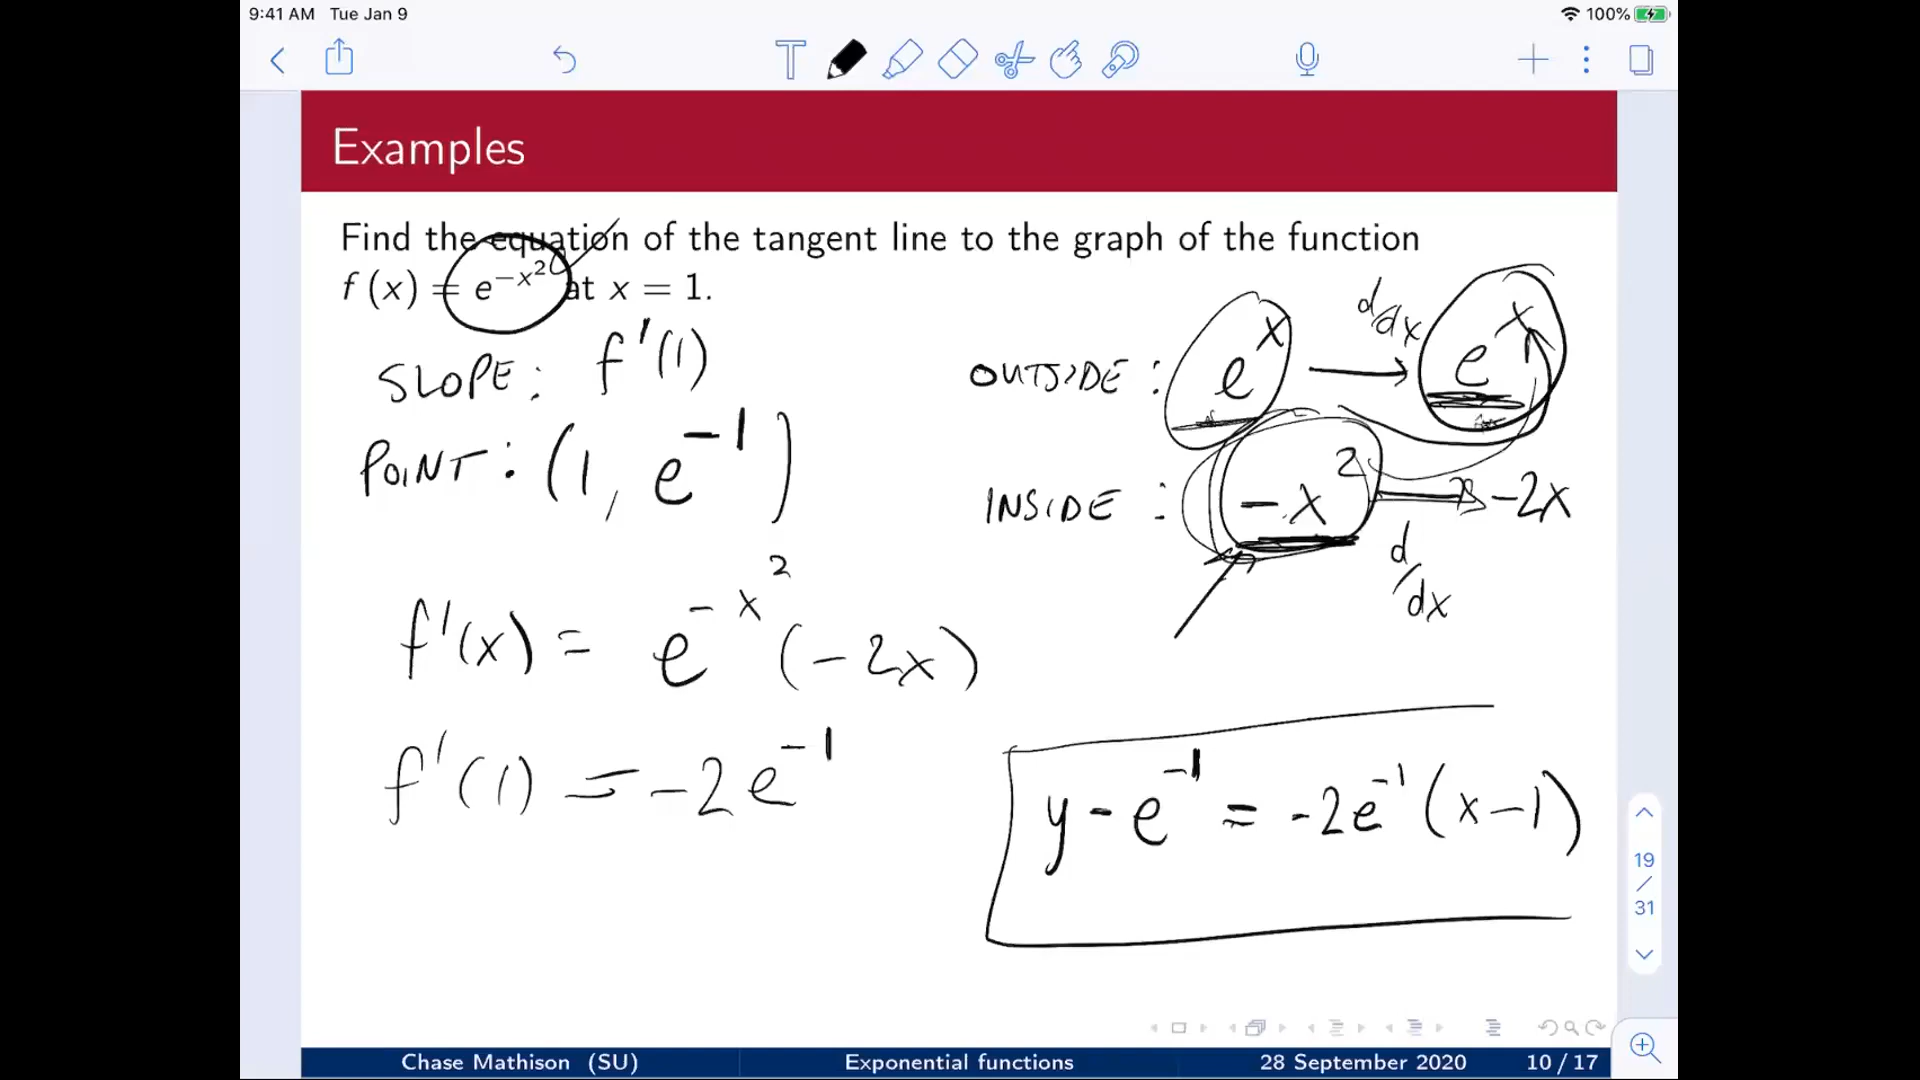 9:41 AM Tue Jan 9
100%
Examples
Find the equation of the tangent line to the graph of the function
f (x) = e^{-x^2} at x = 1.
SLOPE: f'(1)
POINT: (1, e^{-1})
OUTSIDE: e^x → e^x
d/dx
INSIDE: -x^2 → -2x
d/dx
f'(x) = e^{-x^2} (-2x)
f'(1) = -2e^{-1}
y - e^{-1} = -2e^{-1} (x-1)
19
/
31
Chase Mathison (SU) Exponential functions 28 September 2020 10 / 17